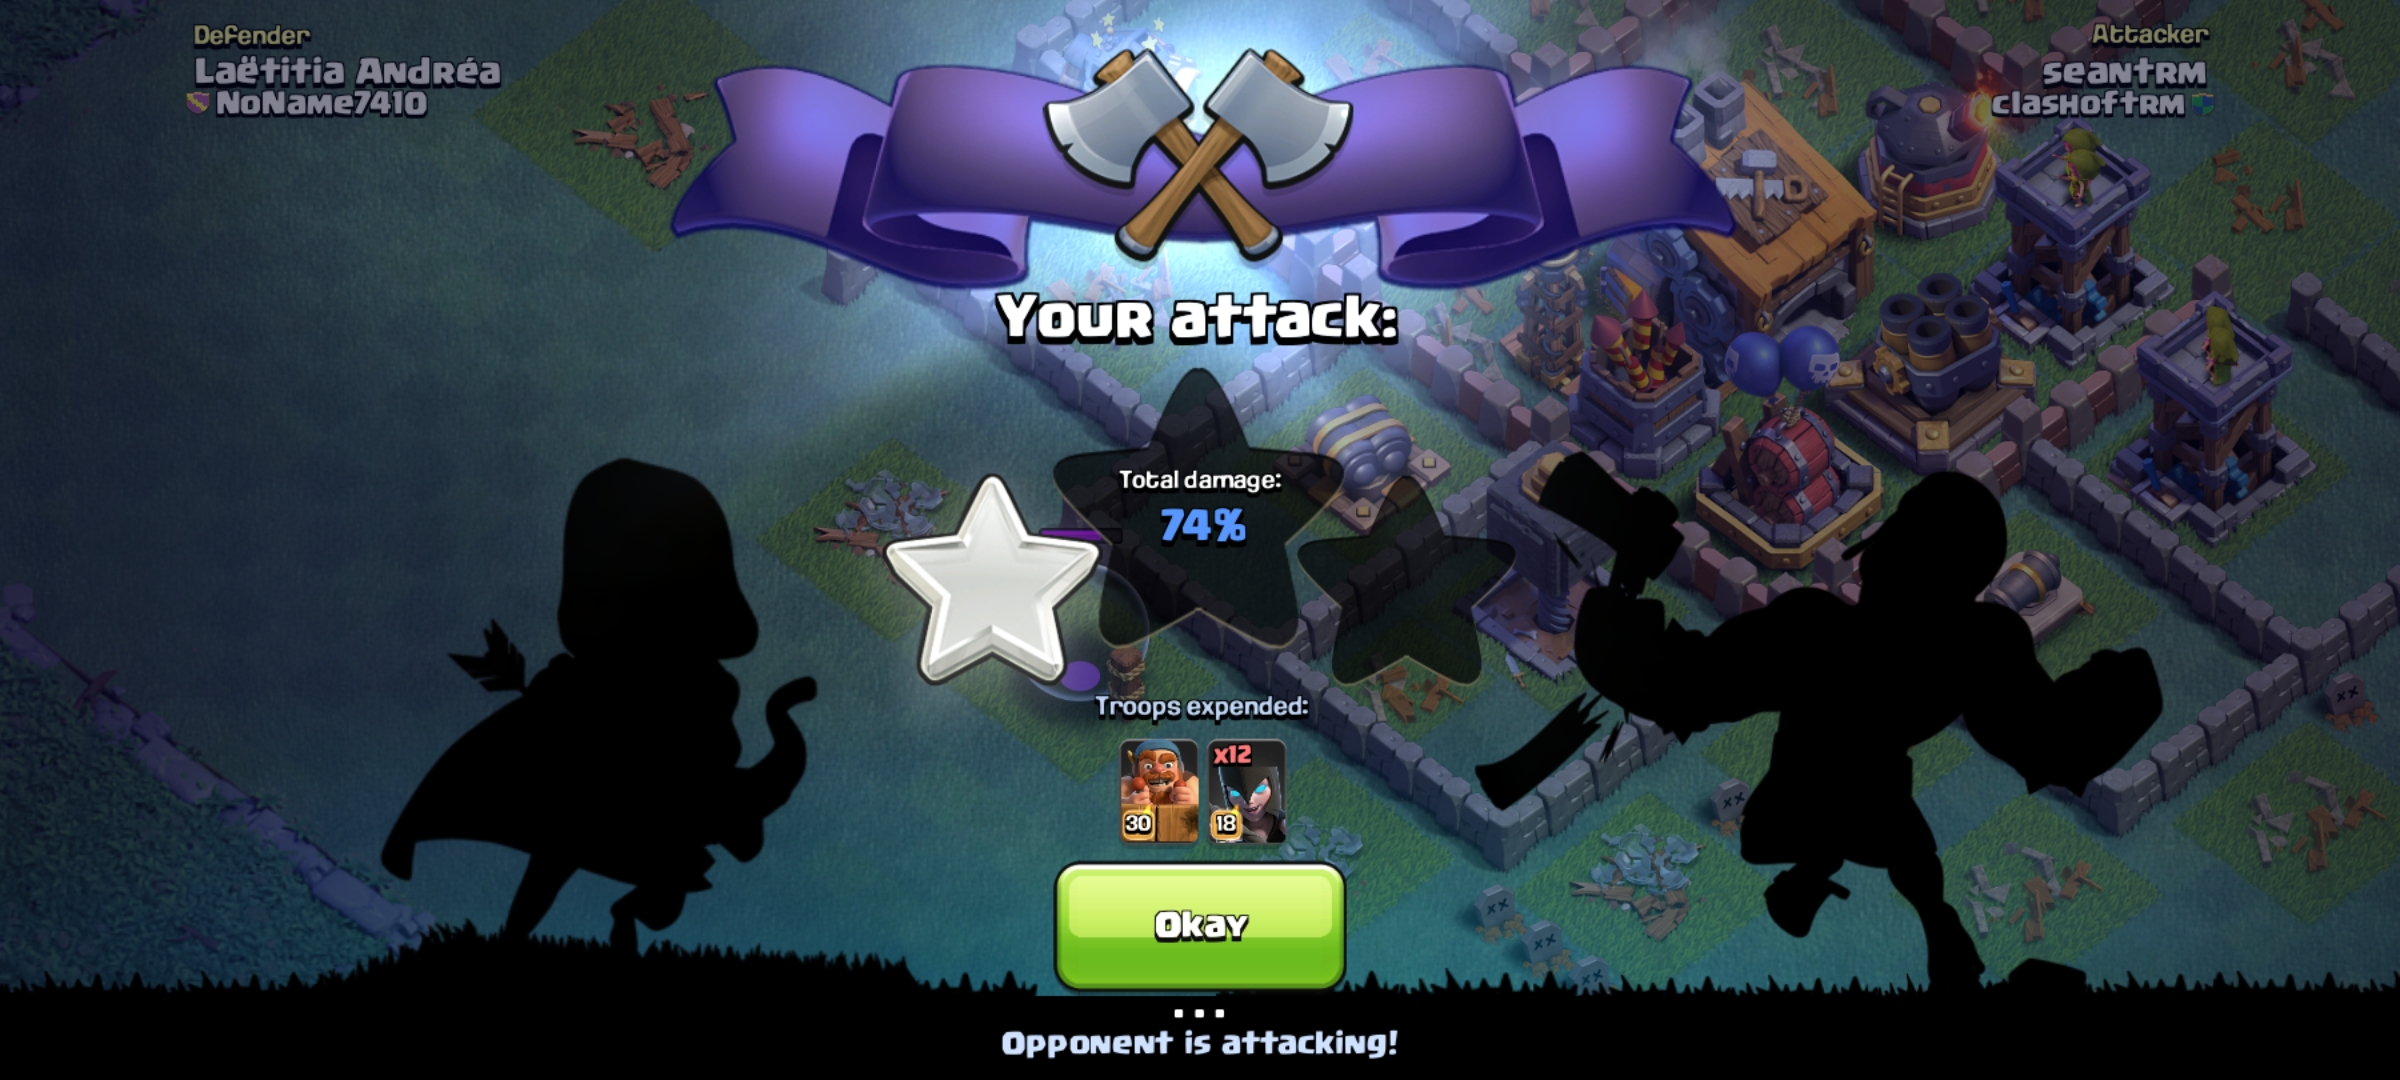 Defender
Laëtitia Andréa
NoName7410
Attacker
seantrm
clashoftrm
Your attack:
Total damage:
74%
Troops expended:
x12
30
18
Okay
...
Opponent is attacking!